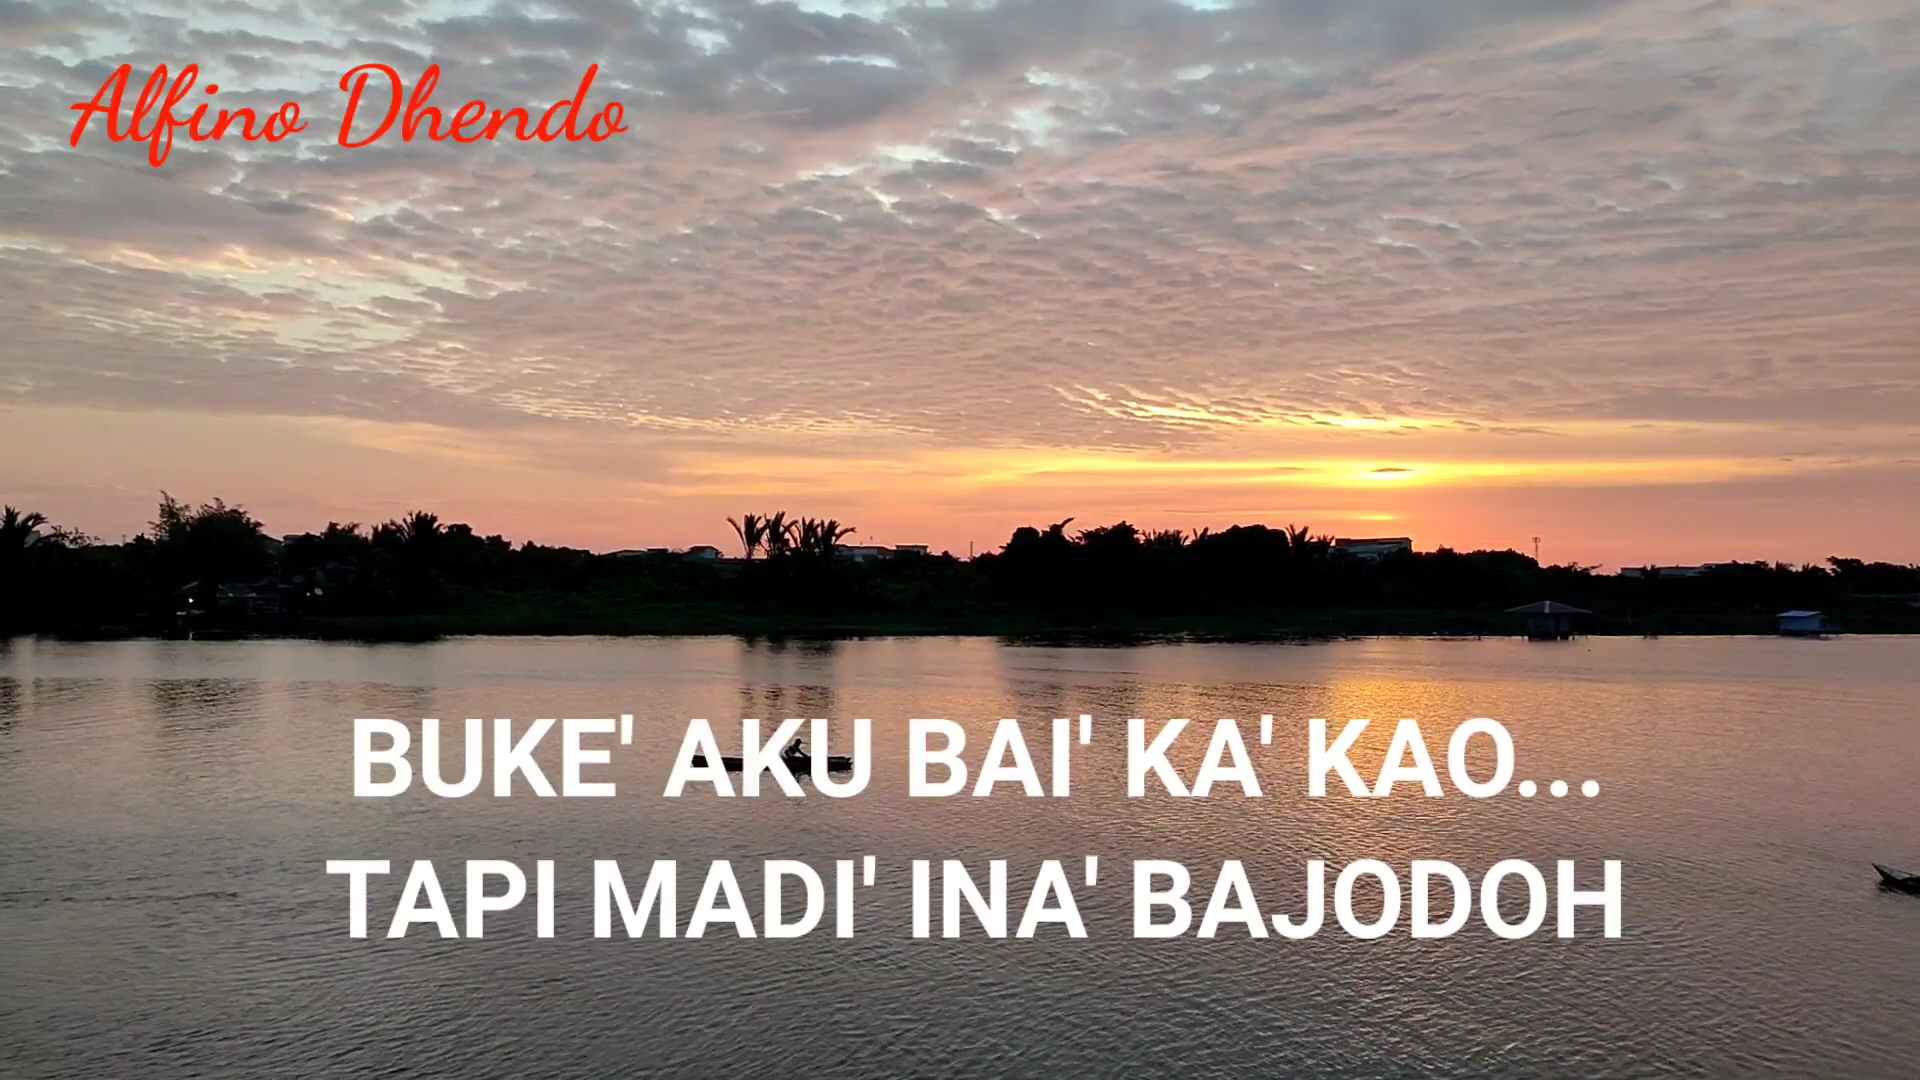 Alfino Dhendo
BUKE' AKU BAI' KA' KAO...
TAPI MADI' INA' BAJODOH